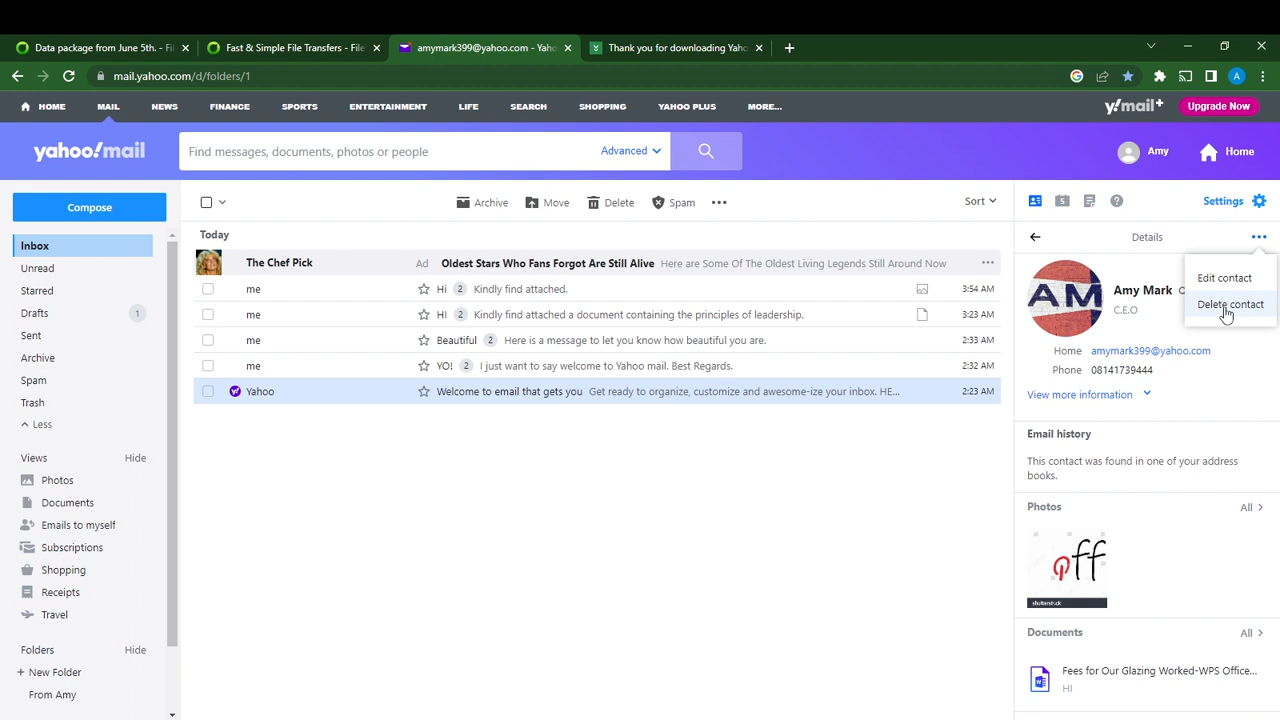 Data package from June 5th. - Fi
Fast & Simple File Transfers - File
amymark399@yahoo.com - Yaho
Thank you for downloading Yaho
mail.yahoo.com/d/folders/1
A
HOME MAIL NEWS FINANCE SPORTS ENTERTAINMENT LIFE SEARCH SHOPPING YAHOO PLUS MORE... y!mail+ Upgrade Now
yahoo!mail Find messages, documents, photos or people Advanced Amy Home
Compose
Inbox
Unread
Starred
Drafts 1
Sent
Archive
Spam
Trash
Less
Views Hide
Photos
Documents
Emails to myself
Subscriptions
Shopping
Receipts
Travel
Folders Hide
+ New Folder
From Amy
Archive Move Delete Spam ••• Sort
Today
The Chef Pick Ad Oldest Stars Who Fans Forgot Are Still Alive Here are Some Of The Oldest Living Legends Still Around Now
me Hi 2 Kindly find attached. 3:54 AM
me HI 2 Kindly find attached a document containing the principles of leadership. 3:23 AM
me Beautiful 2 Here is a message to let you know how beautiful you are. 2:33 AM
me YO! 2 I just want to say welcome to Yahoo mail. Best Regards. 2:32 AM
Yahoo Welcome to email that gets you Get ready to organize, customize and awesome-ize your inbox. HE... 2:23 AM
Settings
Details
Edit contact
Delete contact
AM
Amy Mark
C.E.O
Home amymark399@yahoo.com
Phone 08141739444
View more information
Email history
This contact was found in one of your address
books.
Photos All
pff
shutterstock
Documents All
Fees for Our Glazing Worked-WPS Office...
HI